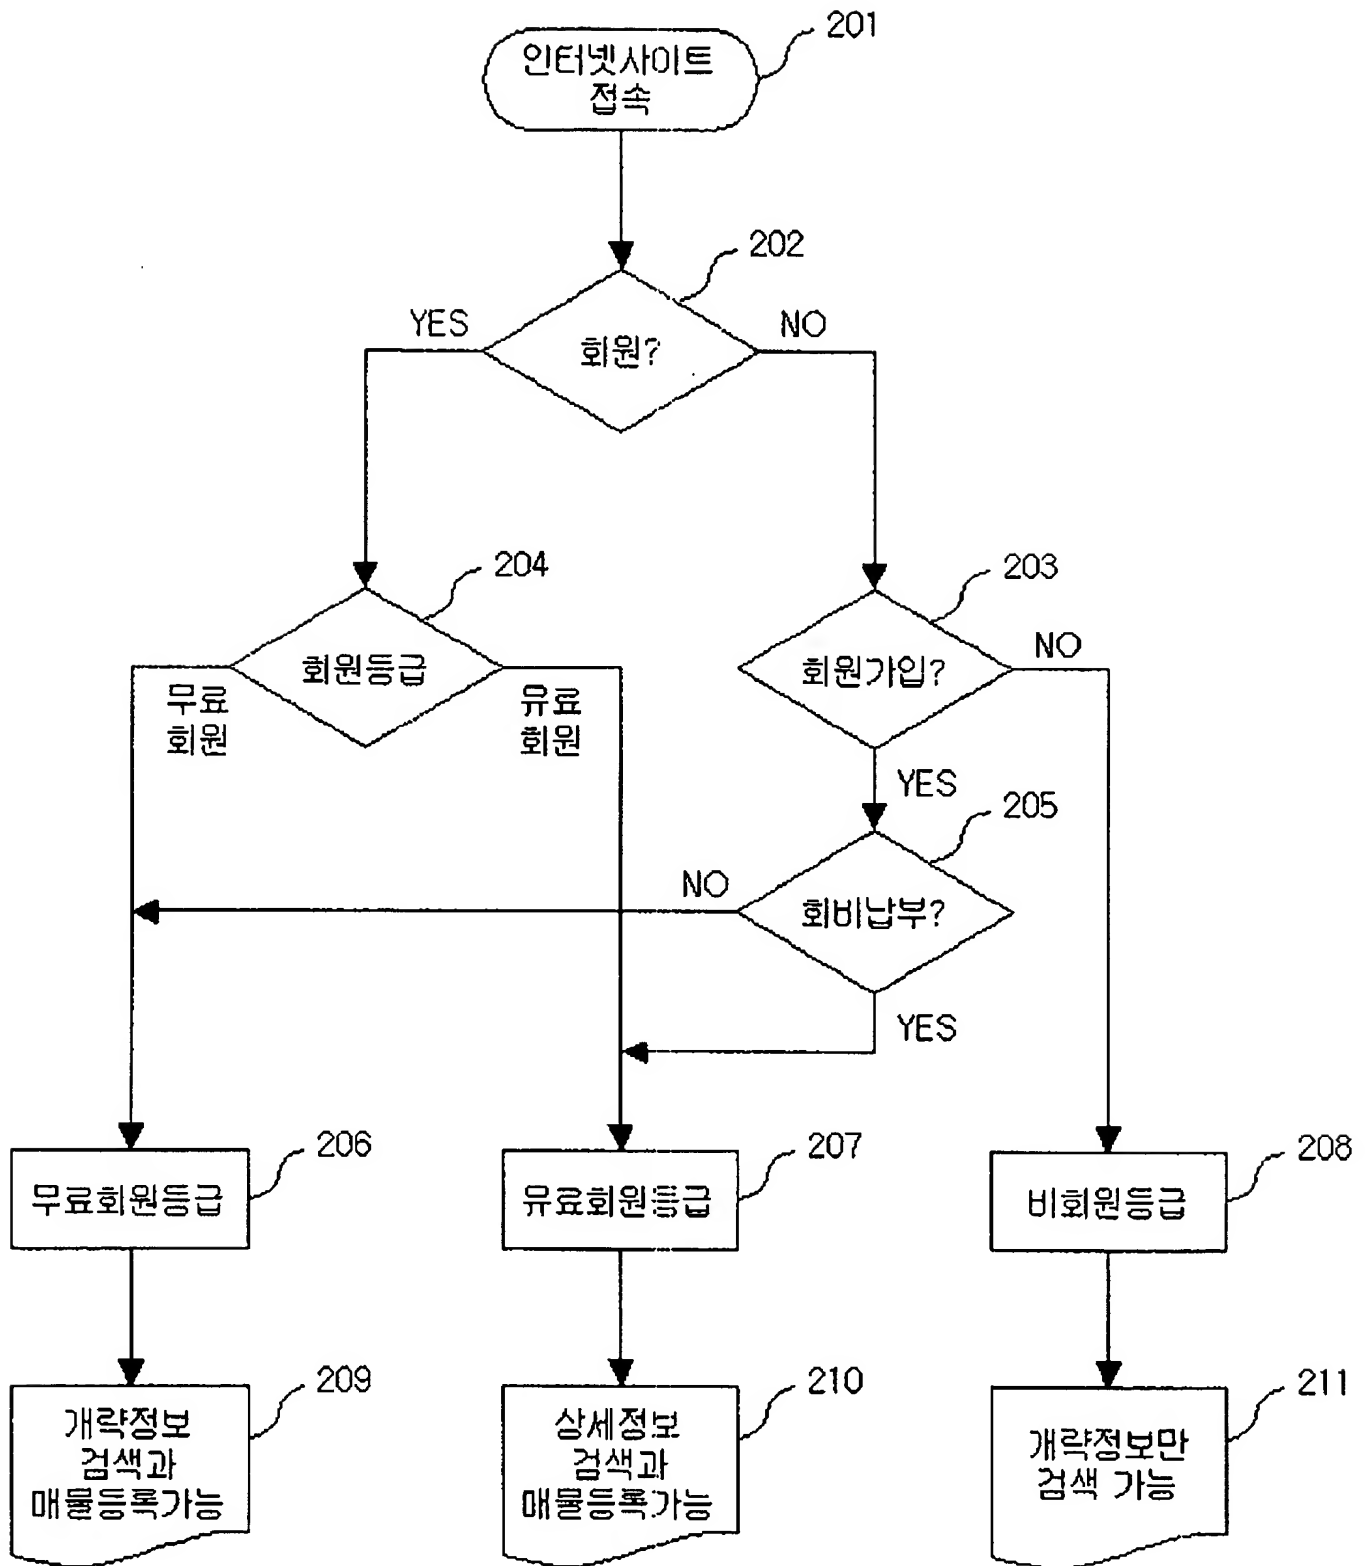 201
인터넷사이트
접속
202
YES
NO
회원?
204
203
회원등급
회원가입?
NO
무료
회원
유료
회원
YES
205
NO
회비납부?
YES
206
207
208
무료회원등급
유료회원등급
비회원등급
209
210
211
개략정보
검색과
매물등록가능
상세정보
검색과
매물등록가능
개략정보만
검색 가능